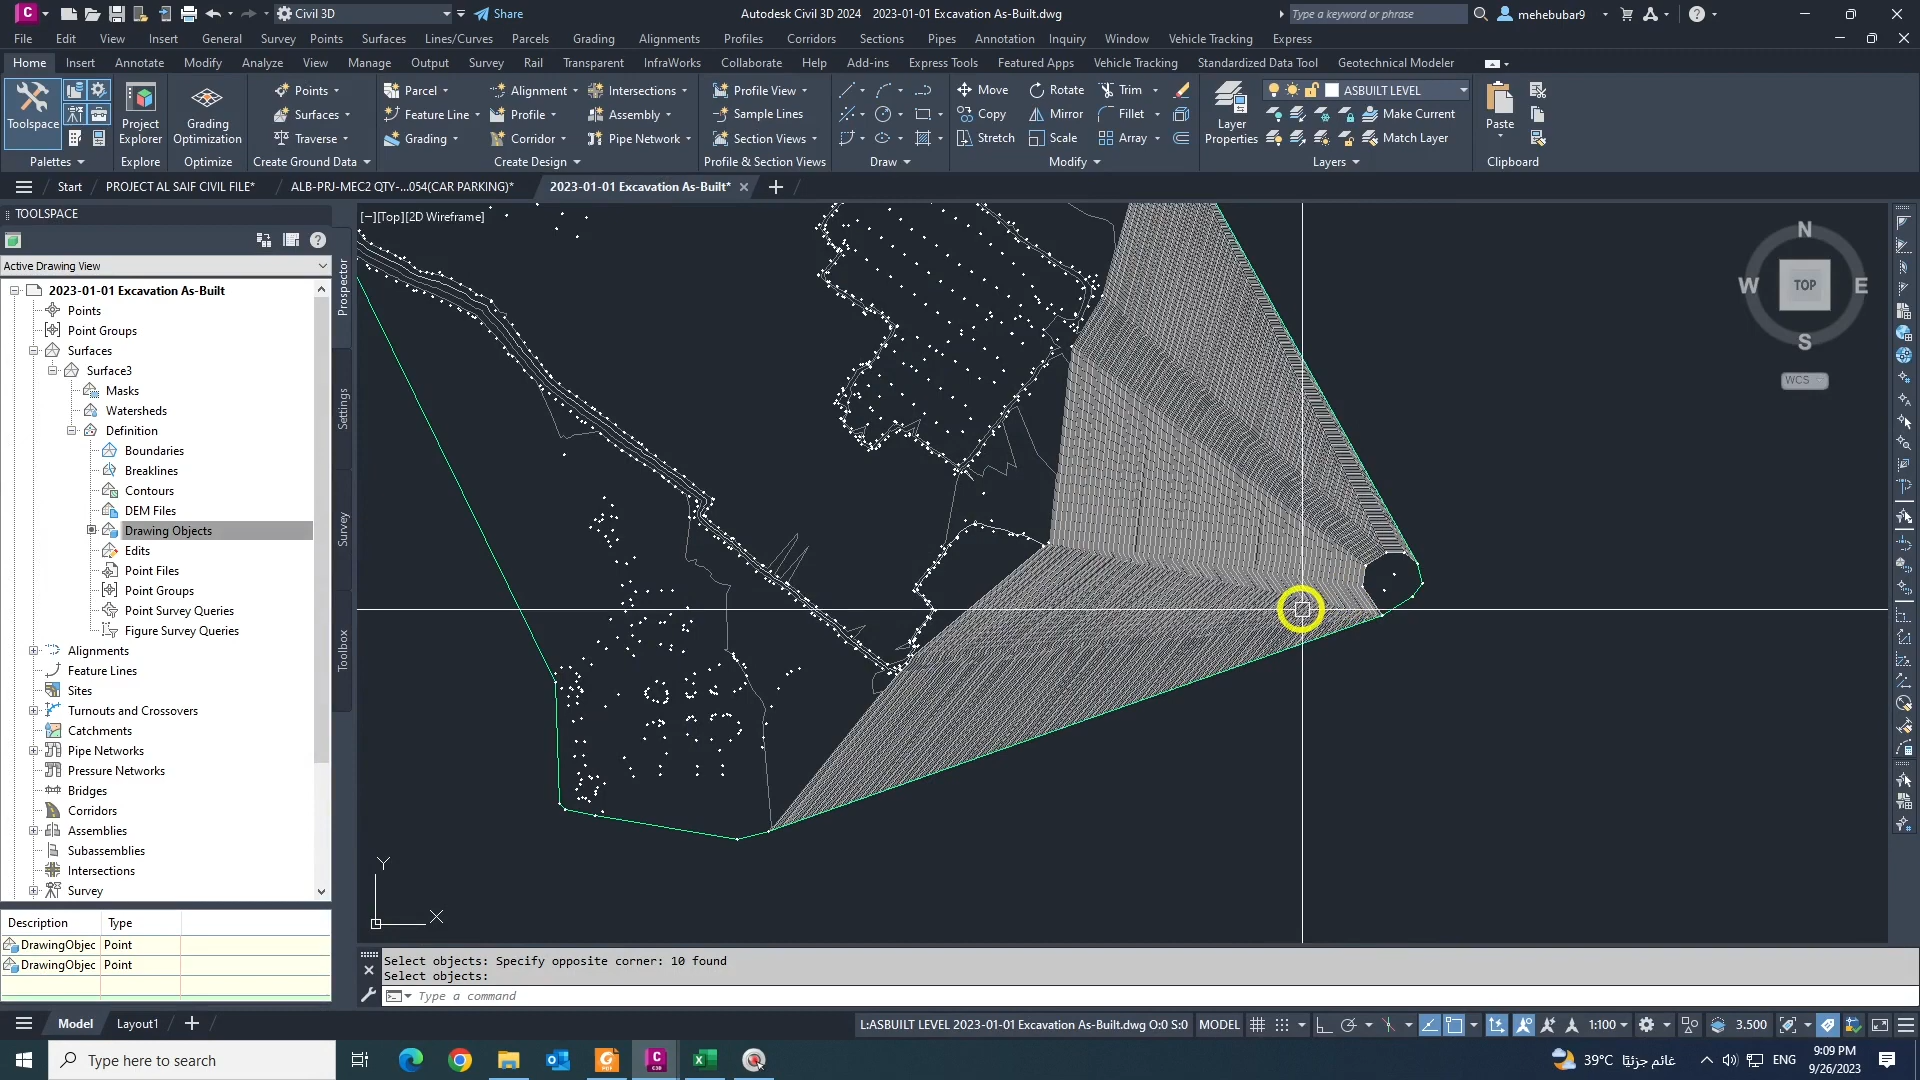 Civil 3D
Share
Autodesk Civil 3D 2024 2023-01-01 Excavation As-Built.dwg
Type a keyword or phrase
mehebubar9
File Edit View Insert General Survey Points Surfaces Lines/Curves Parcels Grading Alignments Profiles Corridors Sections Pipes Annotation Inquiry Window Vehicle Tracking Express
Home Insert Annotate Modify Analyze View Manage Output Survey Rail Transparent InfraWorks Collaborate Help Add-ins Express Tools Featured Apps Vehicle Tracking Standardized Data Tool Geotechnical Modeler
Points Parcel Alignment Intersections Profile View Move Rotate Trim ASBUILT LEVEL
Toolspace Project Explorer Grading Optimization Surfaces Feature Line Profile Assembly Sample Lines Copy Mirror Fillet Layer Properties Make Current Paste
Traverse Grading Corridor Pipe Network Section Views Stretch Scale Array Match Layer
Palettes Explore Optimize Create Ground Data Create Design Profile & Section Views Draw Modify Layers Clipboard
Start PROJECT AL SAIF CIVIL FILE* ALB-PRJ-MEC2 QTY-...054(CAR PARKING)* 2023-01-01 Excavation As-Built*
TOOLSPACE
[−][Top][2D Wireframe]
Active Drawing View
2023-01-01 Excavation As-Built
Points
Point Groups
Surfaces
Surface3
Masks
Watersheds
Definition
Boundaries
Breaklines
Contours
DEM Files
Drawing Objects
Edits
Point Files
Point Groups
Point Survey Queries
Figure Survey Queries
Alignments
Feature Lines
Sites
Turnouts and Crossovers
Catchments
Pipe Networks
Pressure Networks
Bridges
Corridors
Assemblies
Subassemblies
Intersections
Survey
Prospector
Settings
Survey
Toolbox
Description Type
DrawingObjec Point
DrawingObjec Point
N
W TOP E
S
WCS
Y
X
Select objects: Specify opposite corner: 10 found
Select objects:
Type a command
Model Layout1
L:ASBUILT LEVEL 2023-01-01 Excavation As-Built.dwg O:0 S:0 MODEL 1:100 3.500
Type here to search
39°C غائم جزئيًا
ENG
9:09 PM
9/26/2023